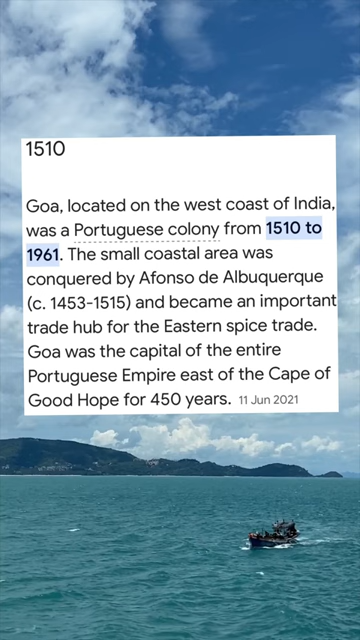 1510
Goa, located on the west coast of India,
was a Portuguese colony from 1510 to
1961. The small coastal area was
conquered by Afonso de Albuquerque
(c. 1453-1515) and became an important
trade hub for the Eastern spice trade.
Goa was the capital of the entire
Portuguese Empire east of the Cape of
Good Hope for 450 years. 11 Jun 2021